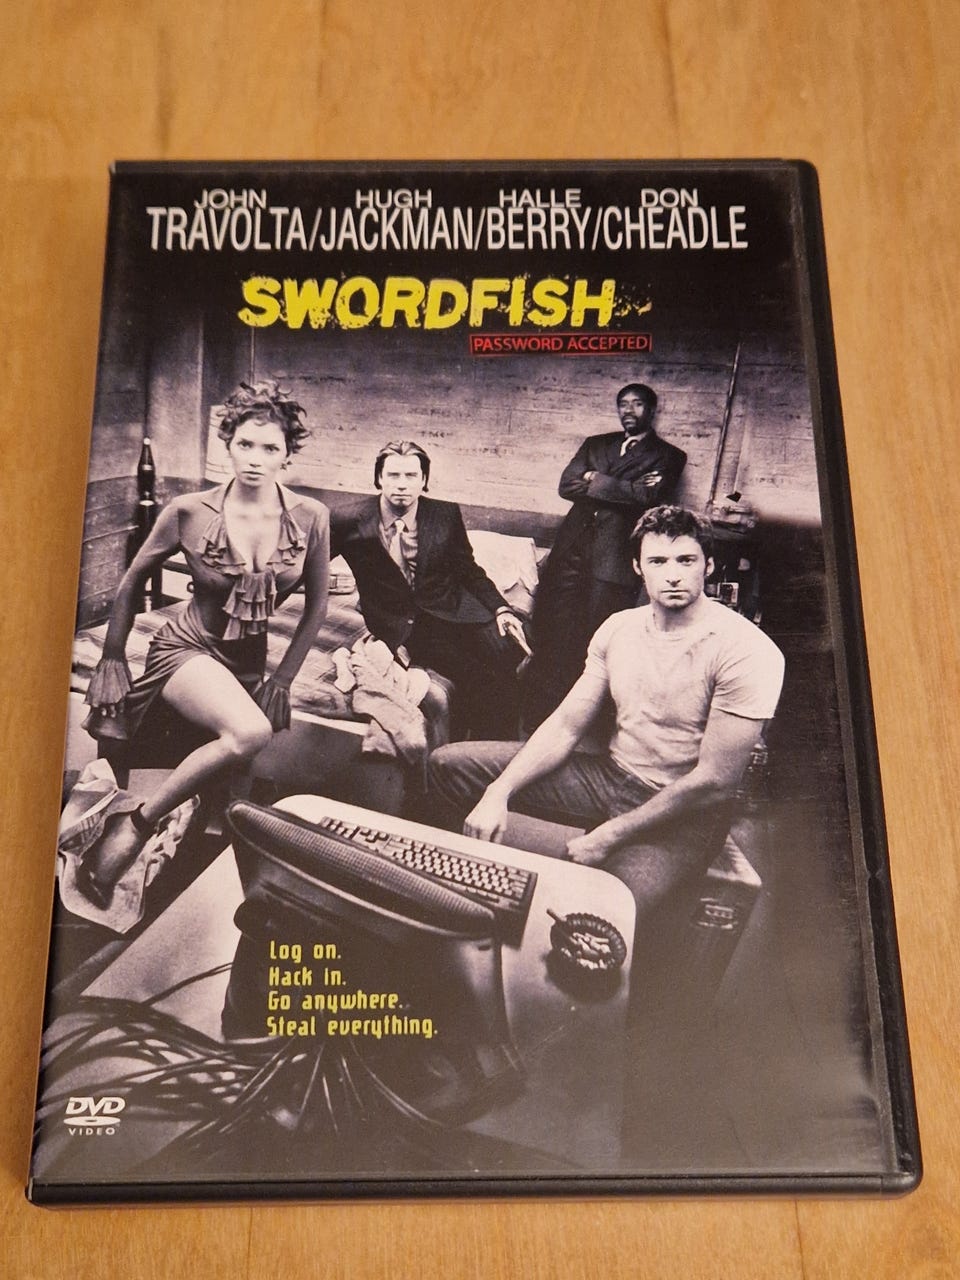 JOHN HUGH HALLE DON
TRAVOLTA/JACKMAN/BERRY/CHEADLE
SWORDFISH
PASSWORD ACCEPTED
Log on.
Hack in.
Go anywhere.
Steal everything.
DVD
VIDEO